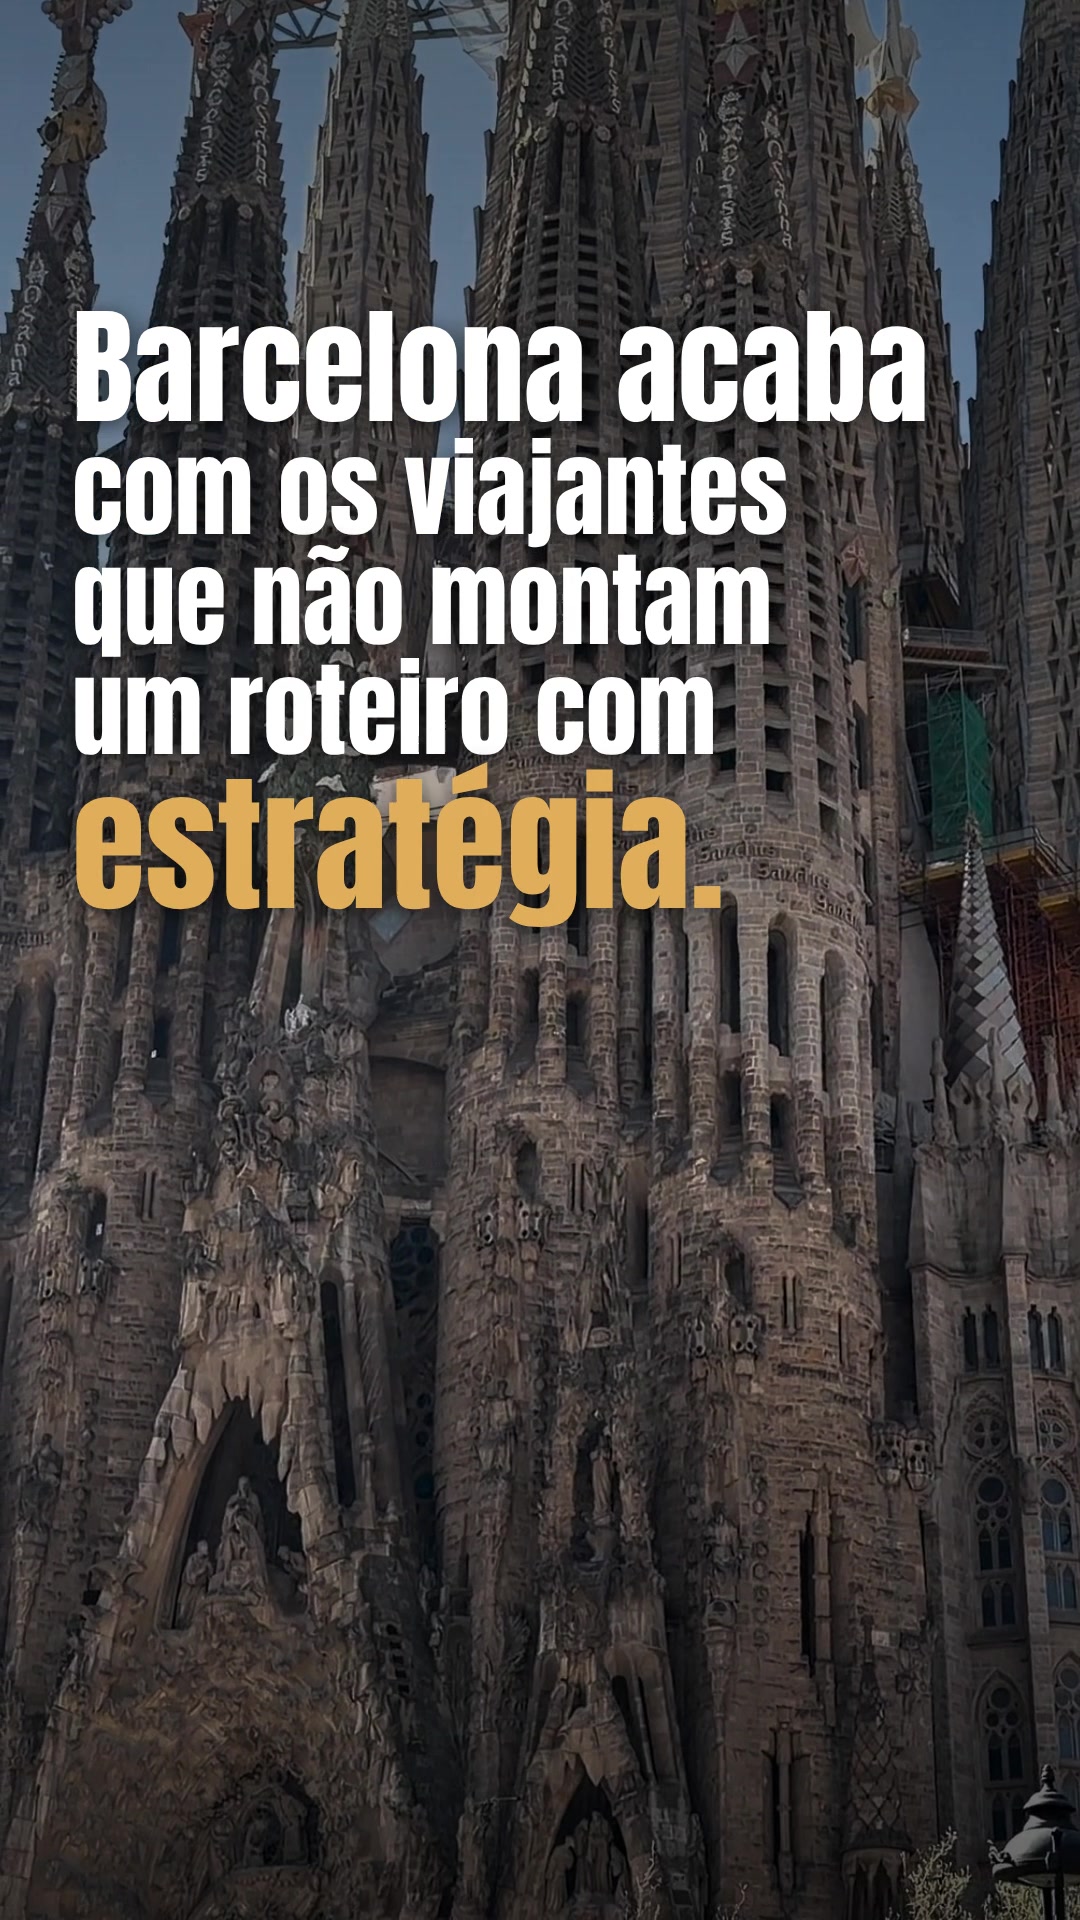 Barcelona acaba
com os viajantes
que não montam
um roteiro com
estratégia.